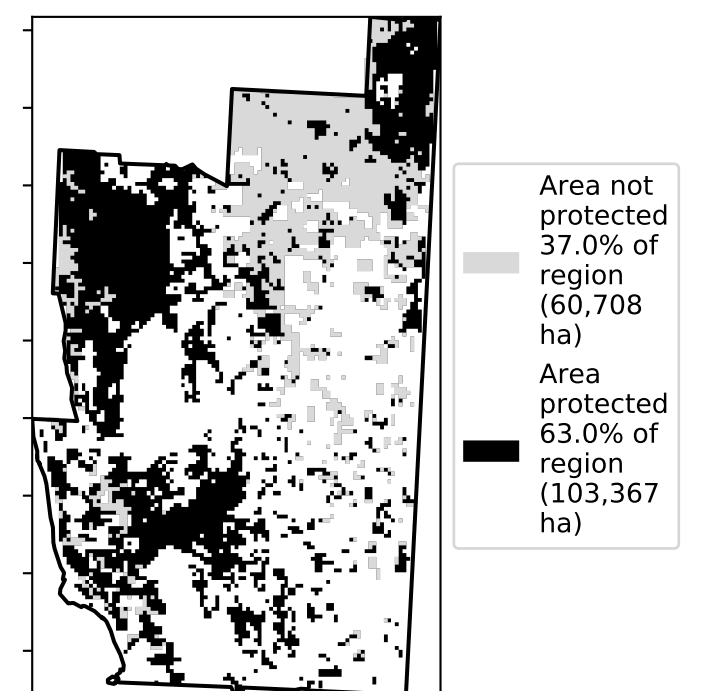 Area not
protected
37.0% of
region
(60,708
ha)
Area
protected
63.0% of
region
(103,367
ha)